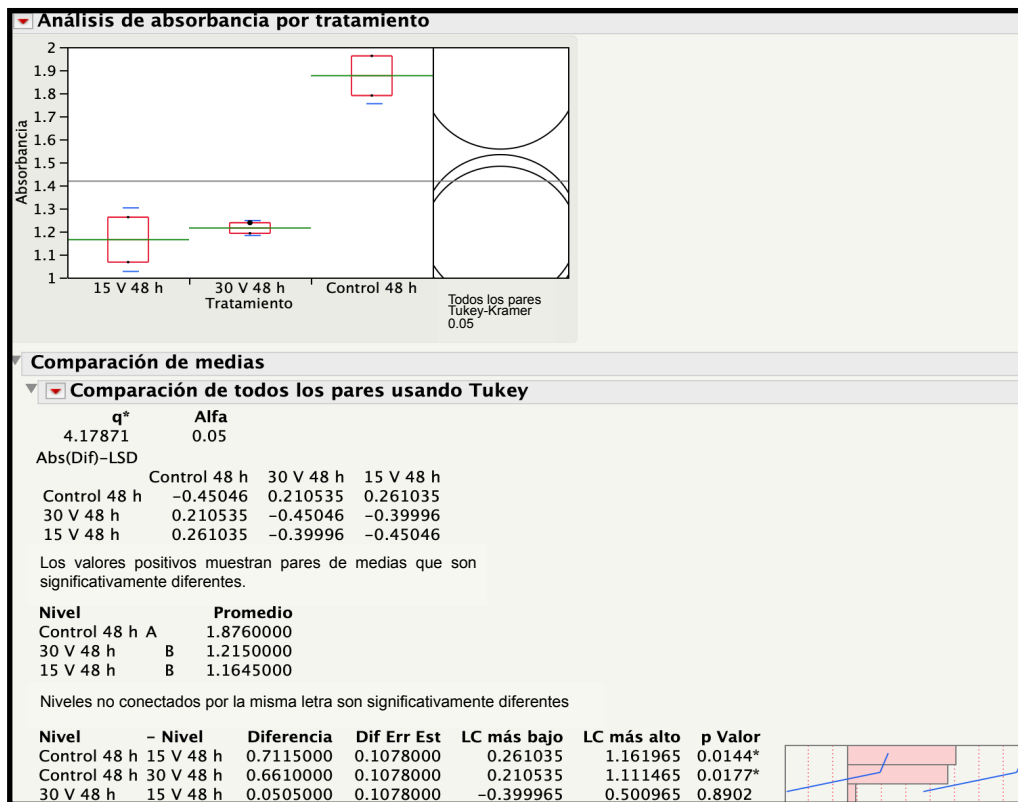 Análisis de absorbancia por tratamiento
2
1.9
1.8
1.7
1.6
1.5
1.4
1.3
1.2
1.1
1
Absorbancia
15 V 48 h 30 V 48 h Control 48 h
Tratamiento
Todos los pares
Tukey-Kramer
0.05
Comparación de medias
Comparación de todos los pares usando Tukey
q* Alfa
4.17871 0.05
Abs(Dif)-LSD
Control 48 h 30 V 48 h 15 V 48 h
Control 48 h -0.45046 0.210535 0.261035
30 V 48 h 0.210535 -0.45046 -0.39996
15 V 48 h 0.261035 -0.39996 -0.45046
Los valores positivos muestran pares de medias que son
significativamente diferentes.
Nivel Promedio
Control 48 h A 1.8760000
30 V 48 h B 1.2150000
15 V 48 h B 1.1645000
Niveles no conectados por la misma letra son significativamente diferentes
Nivel - Nivel Diferencia Dif Err Est LC más bajo LC más alto p Valor
Control 48 h 15 V 48 h 0.7115000 0.1078000 0.261035 1.161965 0.0144*
Control 48 h 30 V 48 h 0.6610000 0.1078000 0.210535 1.111465 0.0177*
30 V 48 h 15 V 48 h 0.0505000 0.1078000 -0.399965 0.500965 0.8902